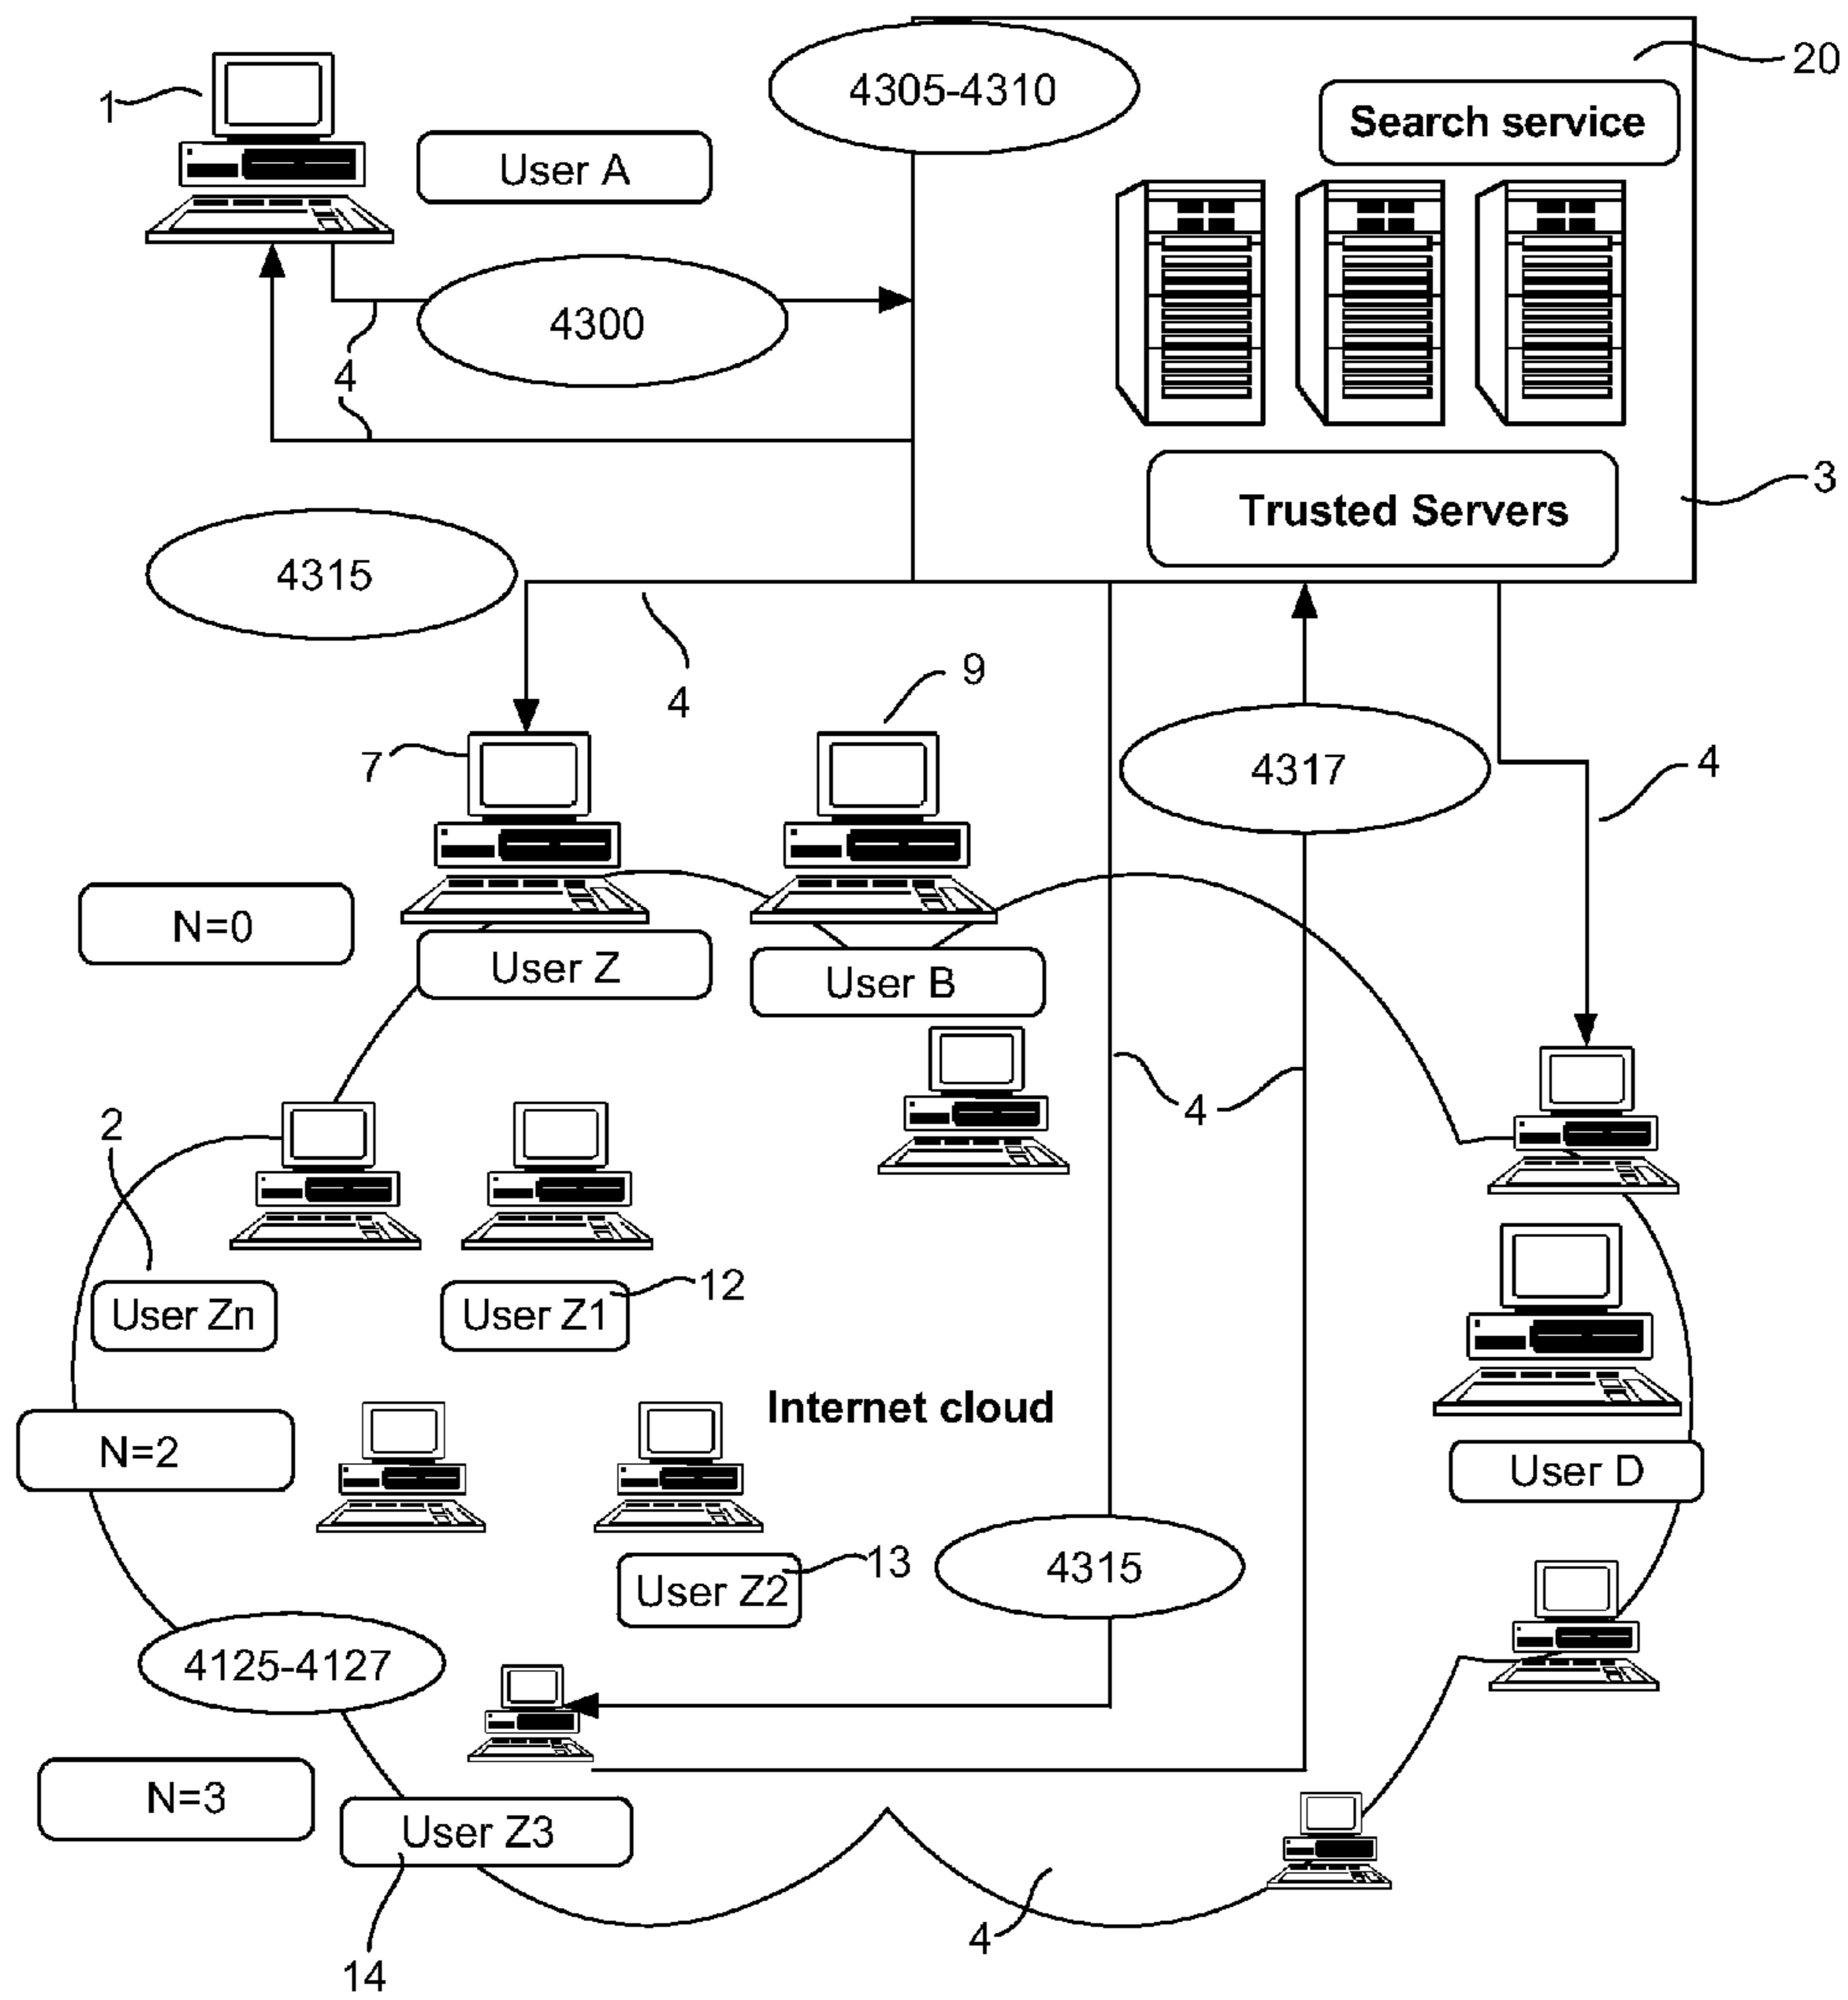 4305-4310
20
1
Search service
User A
4300
4
3
Trusted Servers
4315
4
9
7
4317
4
N=0
User Z
User B
2
4
12
User Zn
User Z1
Internet cloud
N=2
User D
13
4315
User Z2
4125-4127
N=3
User Z3
4
14